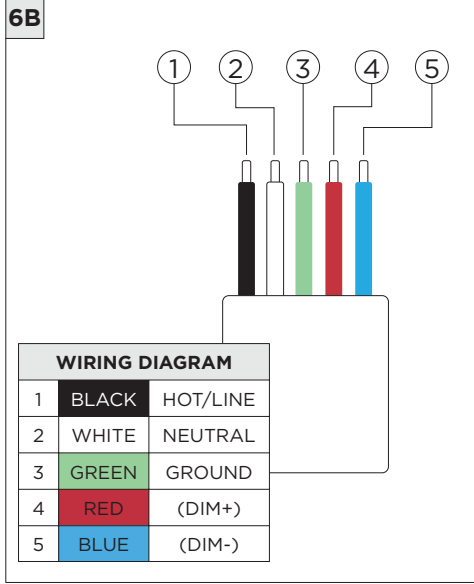 6B
1 2 3 4 5
WIRING DIAGRAM
1 BLACK HOT/LINE
2 WHITE NEUTRAL
3 GREEN GROUND
4 RED (DIM+)
5 BLUE (DIM-)